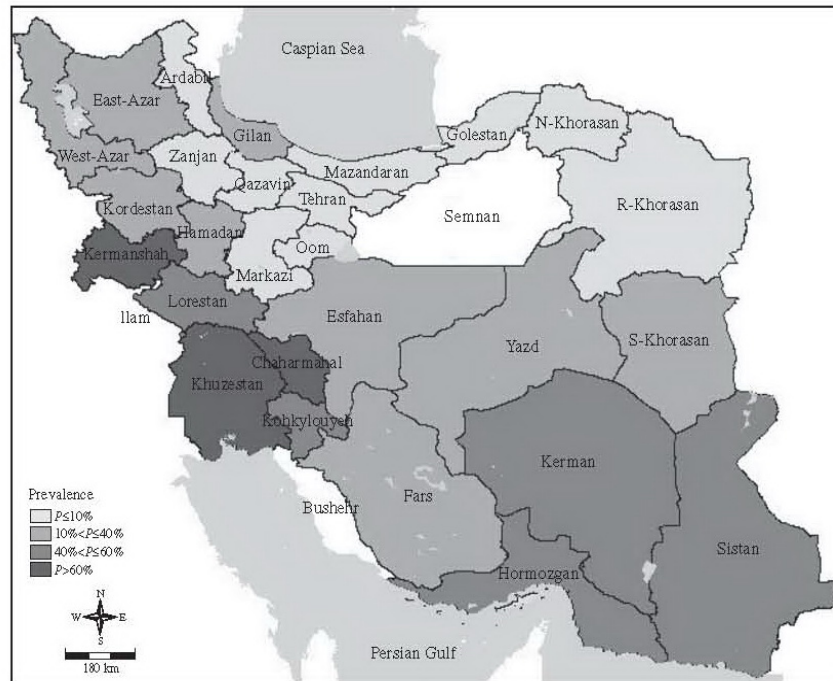 Caspian Sea
Ardabil
East-Azar
Gilan
Golestan
N-Khorasan
West-Azar
Zanjan
Mazandaran
Qazavin
Tehran
Semnan
R-Khorasan
Kordestan
Hamadan
Oom
Kermanshah
Markazi
Lorestan
Ilam
Esfahan
Yazd
S-Khorasan
Chaharmahal
Khuzestan
Kohkylouyeh
Kerman
Fars
Bushehr
Sistan
Hormozgan
Persian Gulf
Prevalence
P≤10%
10%<P≤40%
40%<P≤60%
P>60%
N
W E
S
180 km